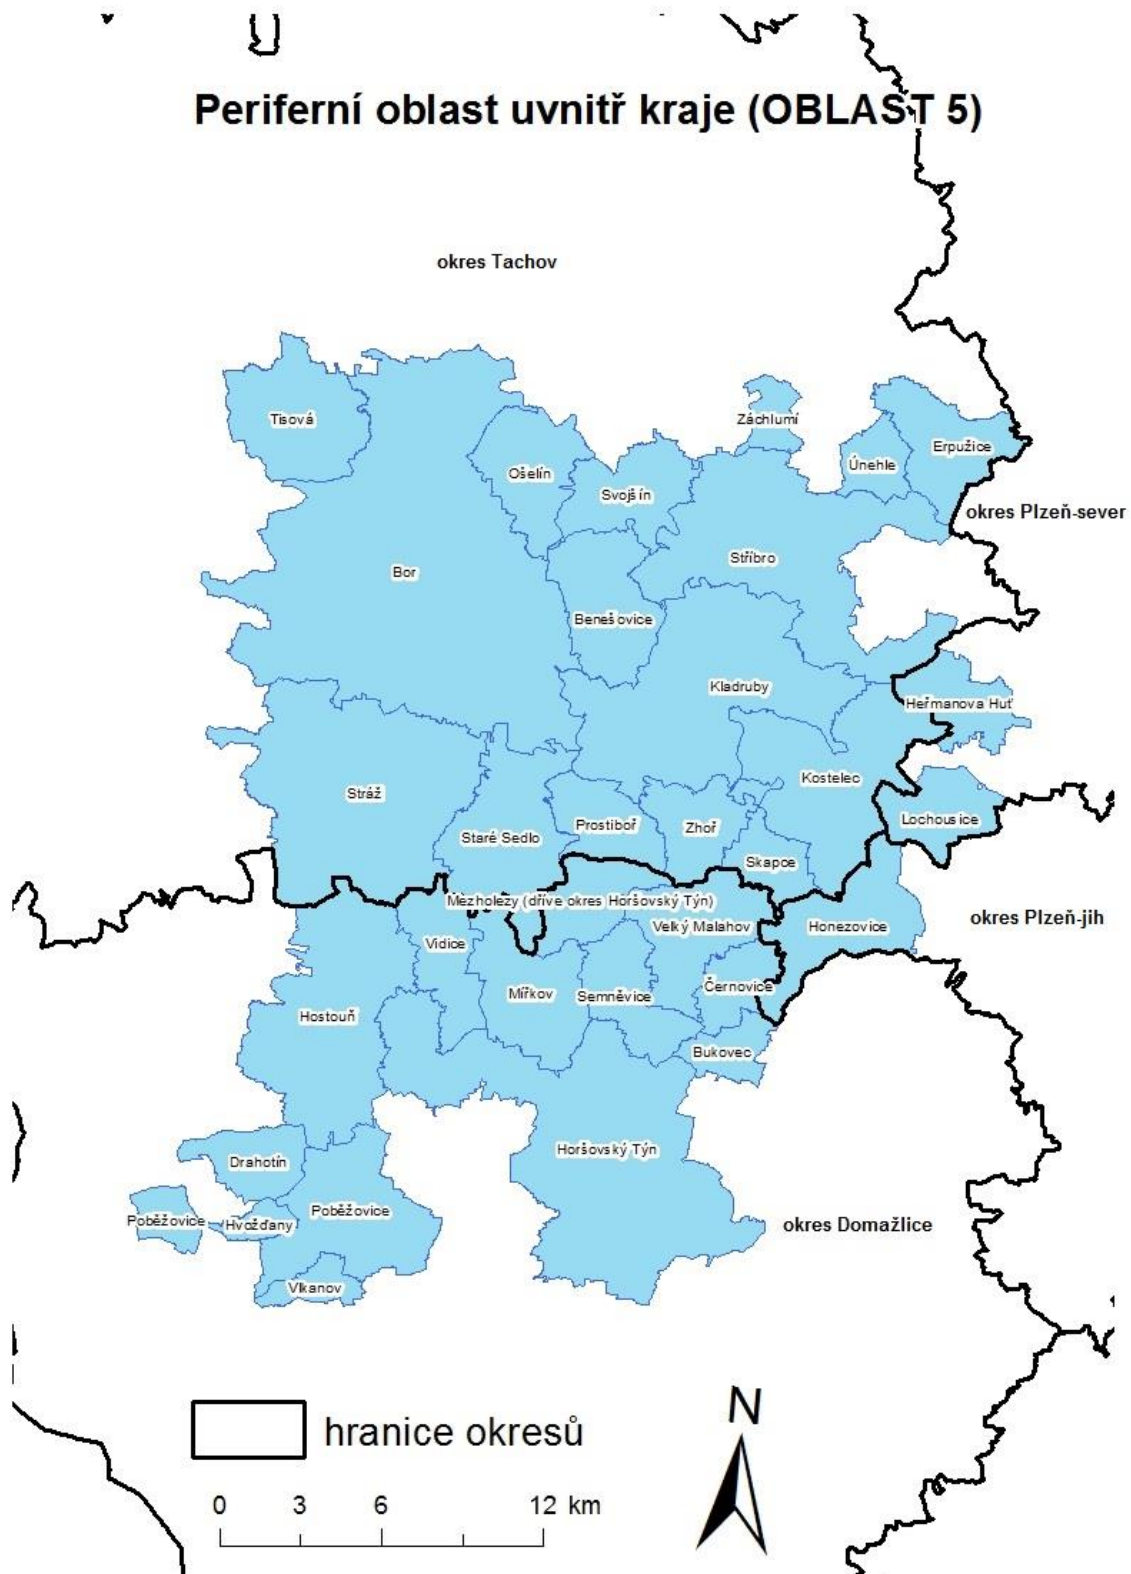 Periferní oblast uvnitř kraje (OBLAST 5)
okres Tachov
Tisová
Záchlumí
Erpužice
Únehle
Ošelín
Svojšín
okres Plzeň-sever
Stříbro
Bor
Benešovice
Kladruby
Heřmanova Huť
Kostelec
Stráž
Lochousice
Prostiboř
Zhoř
Staré Sedlo
Skapce
Mezholezy (dříve okres Horšovský Týn)
okres Plzeň-jih
Velký Malahov
Honezovice
Vidice
Černovice
Mířkov
Semněvice
Hostouň
Bukovec
Horšovský Týn
Drahotín
Poběžovice
Poběžovice
Hvožďany
okres Domažlice
Vlkanov
N
hranice okresů
0 3 6 12 km